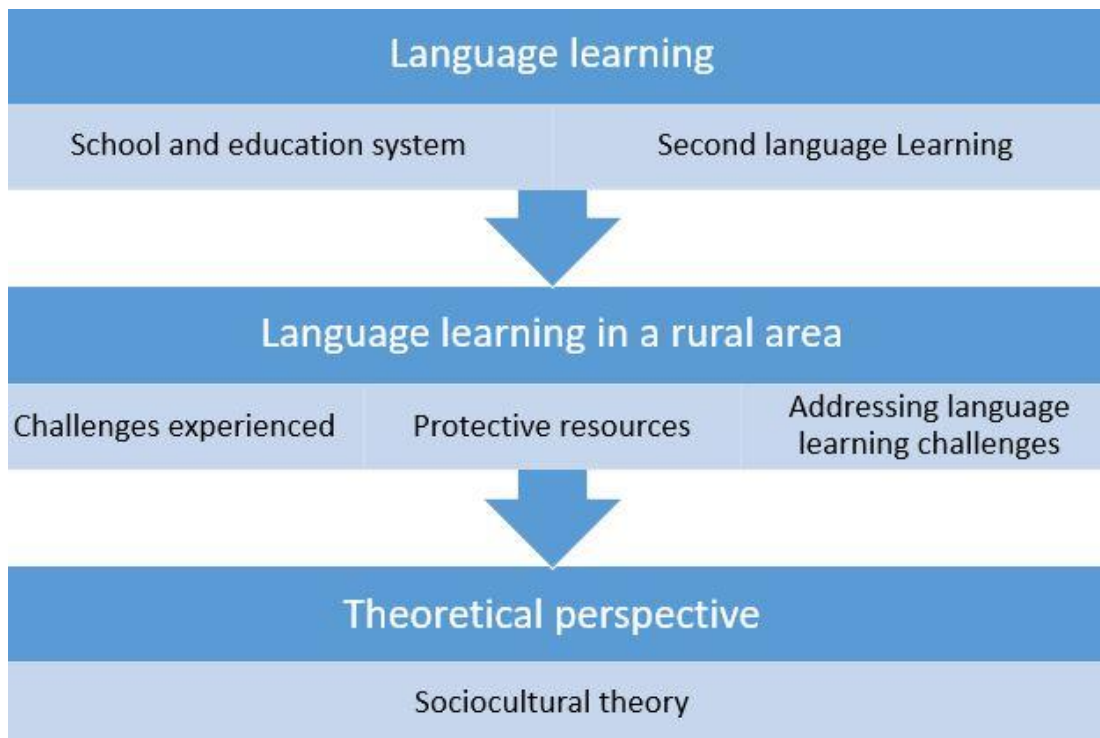 Language learning
School and education system
Second language Learning
Language learning in a rural area
Challenges experienced
Protective resources
Addressing language
learning challenges
Theoretical perspective
Sociocultural theory